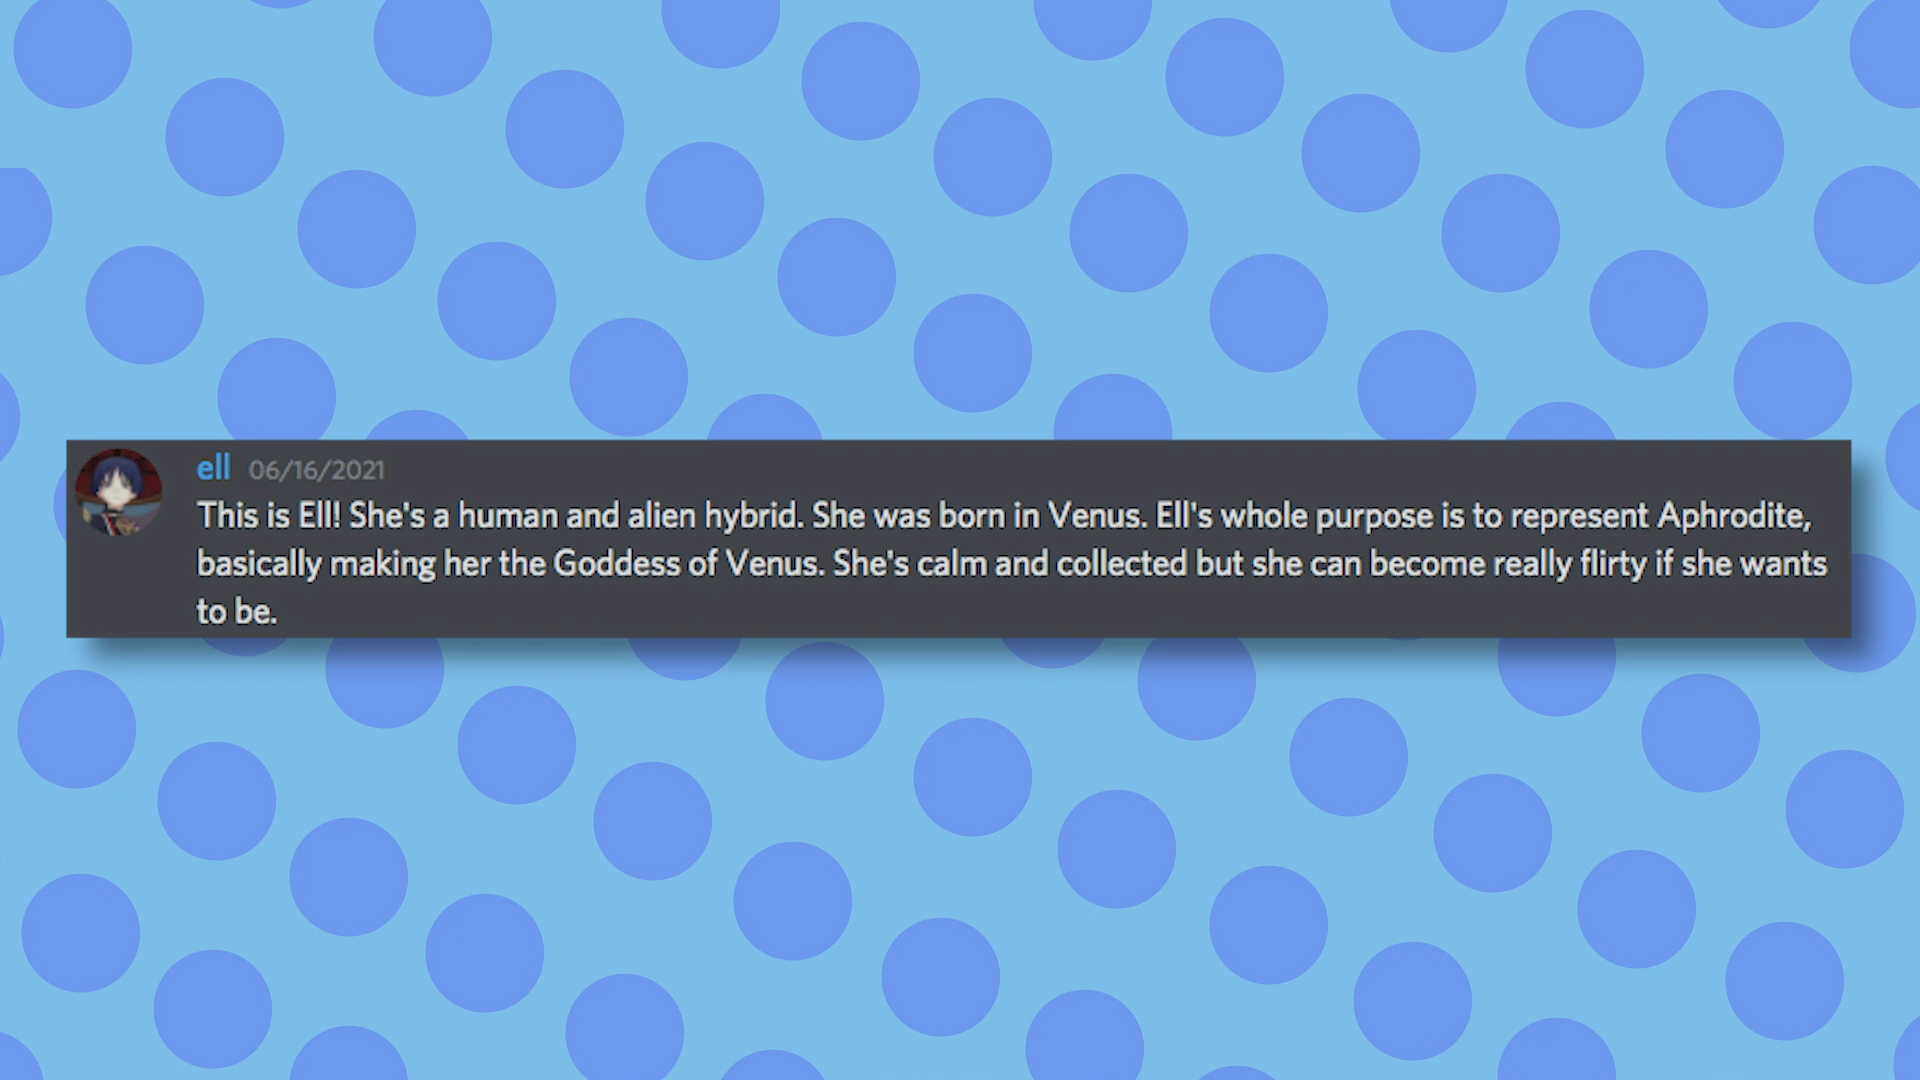 ell 06/16/2021
This is Ell! She's a human and alien hybrid. She was born in Venus. Ell's whole purpose is to represent Aphrodite,
basically making her the Goddess of Venus. She's calm and collected but she can become really flirty if she wants
to be.